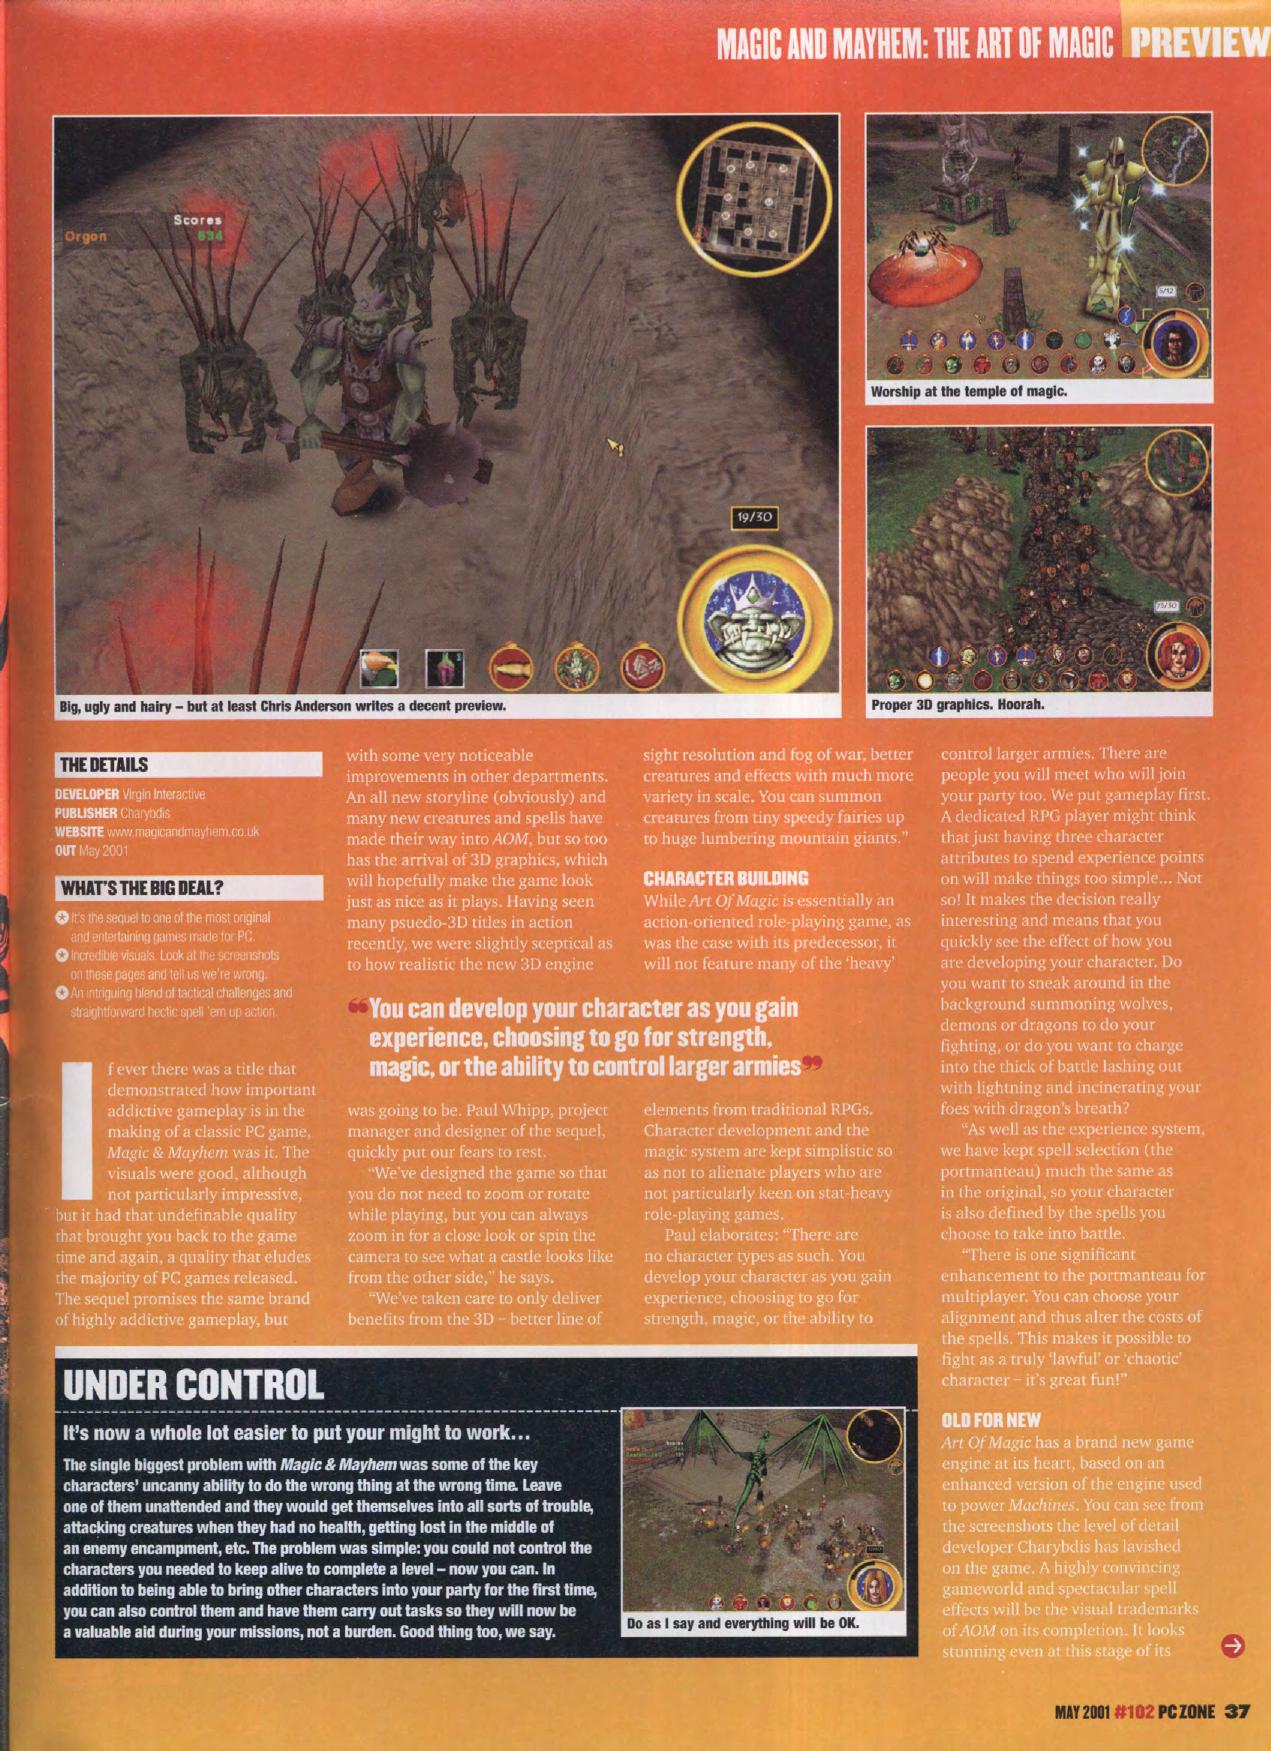 MAGIC AND MAYHEM: THE ART OF MAGIC PREVIEW
Scores
Orgon 634
19/30
Big, ugly and hairy – but at least Chris Anderson writes a decent preview.
5/12
Worship at the temple of magic.
75/30
Proper 3D graphics. Hoorah.
THE DETAILS
DEVELOPER Virgin Interactive
PUBLISHER Charybdis
WEBSITE www.magicandmayhem.co.uk
OUT May 2001
WHAT'S THE BIG DEAL?
It's the sequel to one of the most original
and entertaining games made for PC.
Incredible visuals. Look at the screenshots
on these pages and tell us we're wrong.
An intriguing blend of tactical challenges and
straightforward hectic spell 'em up action.
If ever there was a title that
demonstrated how important
addictive gameplay is in the
making of a classic PC game,
Magic & Mayhem was it. The
visuals were good, although
not particularly impressive,
but it had that undefinable quality
that brought you back to the game
time and again, a quality that eludes
the majority of PC games released.
The sequel promises the same brand
of highly addictive gameplay, but
with some very noticeable
improvements in other departments.
An all new storyline (obviously) and
many new creatures and spells have
made their way into AOM, but so too
has the arrival of 3D graphics, which
will hopefully make the game look
just as nice as it plays. Having seen
many psuedo-3D titles in action
recently, we were slightly sceptical as
to how realistic the new 3D engine
“You can develop your character as you gain
experience, choosing to go for strength,
magic, or the ability to control larger armies”
was going to be. Paul Whipp, project
manager and designer of the sequel,
quickly put our fears to rest.
“We've designed the game so that
you do not need to zoom or rotate
while playing, but you can always
zoom in for a close look or spin the
camera to see what a castle looks like
from the other side,” he says.
“We've taken care to only deliver
benefits from the 3D – better line of
sight resolution and fog of war, better
creatures and effects with much more
variety in scale. You can summon
creatures from tiny speedy fairies up
to huge lumbering mountain giants.”
CHARACTER BUILDING
While Art Of Magic is essentially an
action-oriented role-playing game, as
was the case with its predecessor, it
will not feature many of the ‘heavy’
elements from traditional RPGs.
Character development and the
magic system are kept simplistic so
as not to alienate players who are
not particularly keen on stat-heavy
role-playing games.
Paul elaborates: “There are
no character types as such. You
develop your character as you gain
experience, choosing to go for
strength, magic, or the ability to
control larger armies. There are
people you will meet who will join
your party too. We put gameplay first.
A dedicated RPG player might think
that just having three character
attributes to spend experience points
on will make things too simple... Not
so! It makes the decision really
interesting and means that you
quickly see the effect of how you
are developing your character. Do
you want to sneak around in the
background summoning wolves,
demons or dragons to do your
fighting, or do you want to charge
into the thick of battle lashing out
with lightning and incinerating your
foes with dragon's breath?
“As well as the experience system,
we have kept spell selection (the
portmanteau) much the same as
in the original, so your character
is also defined by the spells you
choose to take into battle.
“There is one significant
enhancement to the portmanteau for
multiplayer. You can choose your
alignment and thus alter the costs of
the spells. This makes it possible to
fight as a truly ‘lawful’ or ‘chaotic’
character – it's great fun!”
OLD FOR NEW
Art Of Magic has a brand new game
engine at its heart, based on an
enhanced version of the engine used
to power Machines. You can see from
the screenshots the level of detail
developer Charybdis has lavished
on the game. A highly convincing
gameworld and spectacular spell
effects will be the visual trademarks
of AOM on its completion. It looks
stunning even at this stage of its
UNDER CONTROL
It's now a whole lot easier to put your might to work...
The single biggest problem with Magic & Mayhem was some of the key
characters' uncanny ability to do the wrong thing at the wrong time. Leave
one of them unattended and they would get themselves into all sorts of trouble,
attacking creatures when they had no health, getting lost in the middle of
an enemy encampment, etc. The problem was simple: you could not control the
characters you needed to keep alive to complete a level – now you can. In
addition to being able to bring other characters into your party for the first time,
you can also control them and have them carry out tasks so they will now be
a valuable aid during your missions, not a burden. Good thing too, we say.
Scores
Do as I say and everything will be OK.
MAY 2001 #102 PC ZONE 37